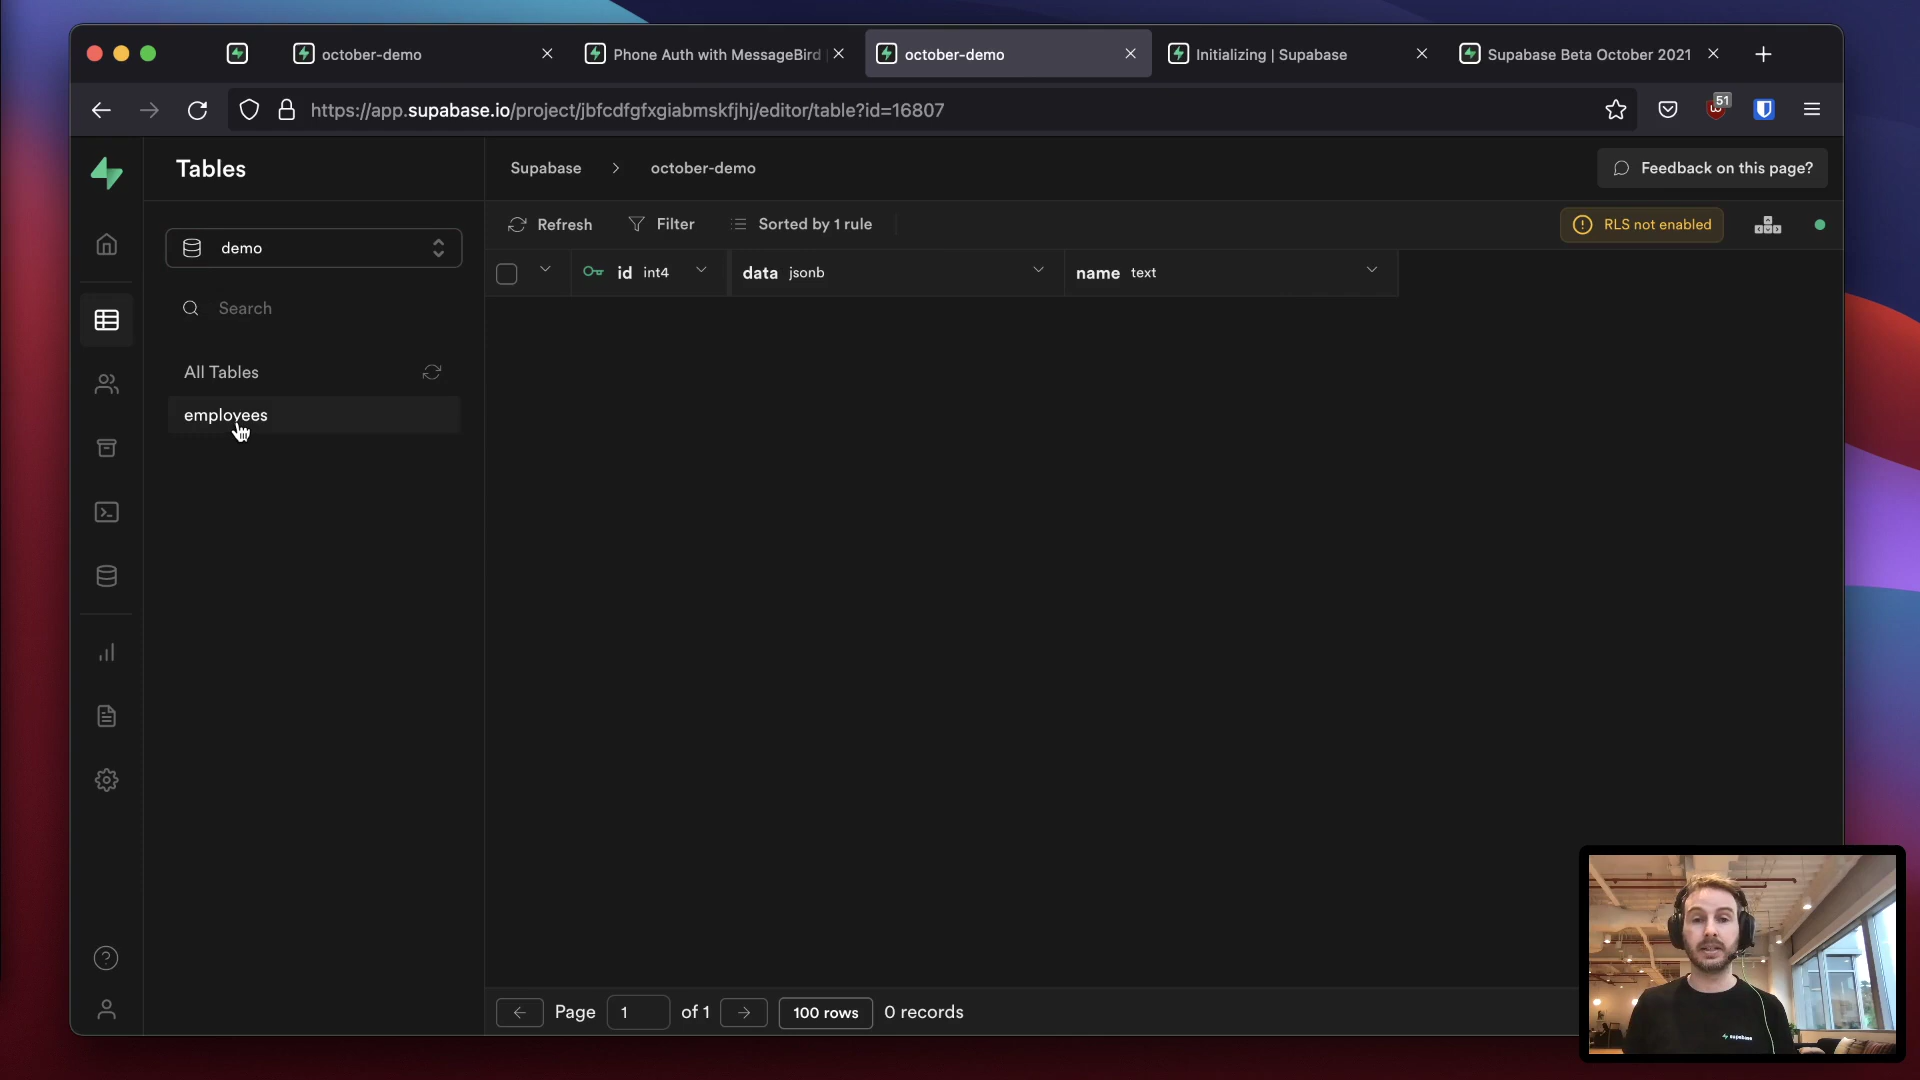 october-demo
Phone Auth with MessageBird
october-demo
Initializing | Supabase
Supabase Beta October 2021
https://app.supabase.io/project/jbfcdfgfxgiabmskfjhj/editor/table?id=16807
51
Tables
Supabase > october-demo
Feedback on this page?
demo
Refresh
Filter
Sorted by 1 rule
RLS not enabled
id int4
data jsonb
name text
Search
All Tables
employees
Page 1 of 1
100 rows
0 records
supabase